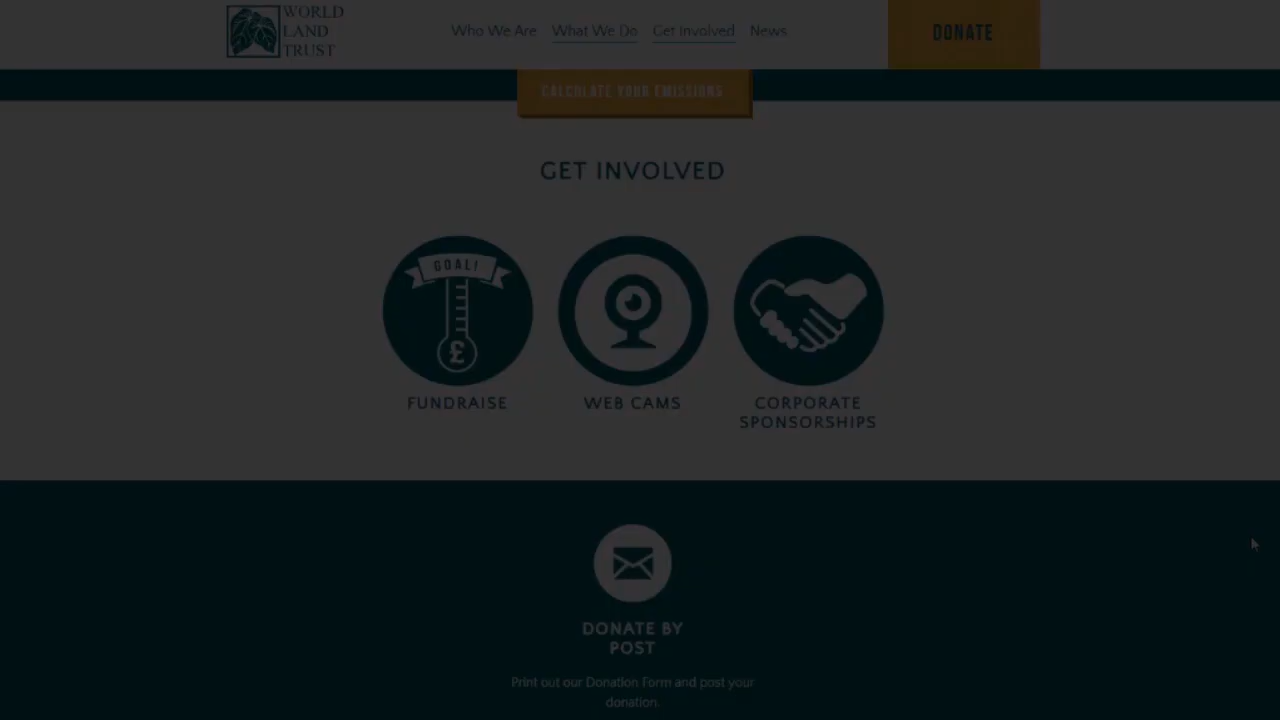 WORLD
LAND
TRUST
Who We Are What We Do Get Involved News
DONATE
CALCULATE YOUR EMISSIONS
GET INVOLVED
GOAL!
£
FUNDRAISE
WEB CAMS
CORPORATE
SPONSORSHIPS
DONATE BY
POST
Print out our Donation Form and post your
donation.